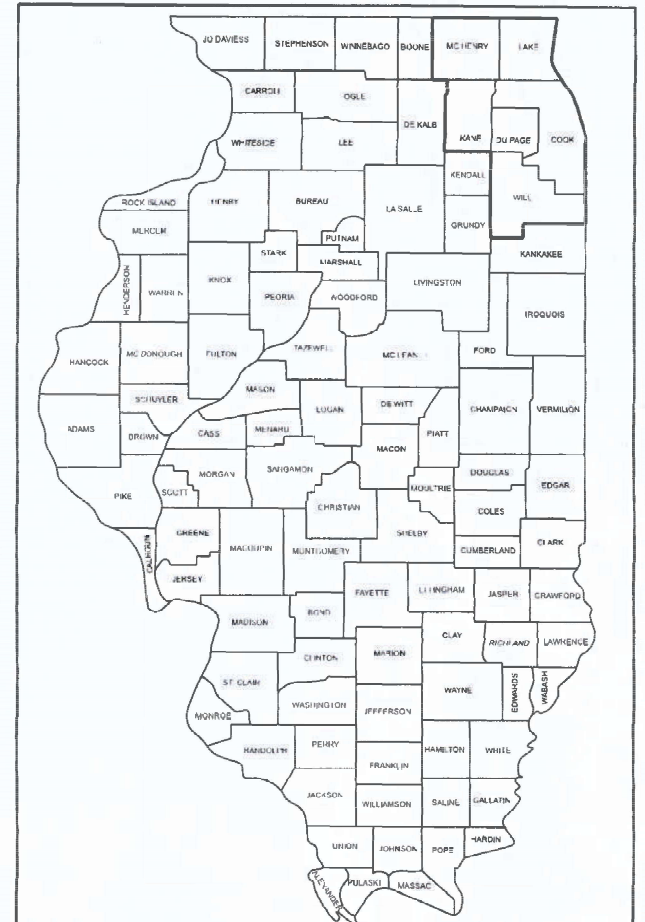 JO DAVIESS
STEPHENSON
WINNEBAGO
BOONE
MC HENRY
LAKE
CARROLL
OGLE
DE KALB
KANE
DU PAGE
COOK
WHITESIDE
LEE
KENDALL
WILL
ROCK ISLAND
HENRY
BUREAU
LA SALLE
GRUNDY
MERCER
PUTNAM
STARK
MARSHALL
KANKAKEE
HENDERSON
WARREN
KNOX
PEORIA
WOODFORD
LIVINGSTON
IROQUOIS
HANCOCK
MC DONOUGH
FULTON
TAZEWELL
MC LEAN
FORD
SCHUYLER
MASON
LOGAN
DE WITT
CHAMPAIGN
VERMILION
ADAMS
BROWN
CASS
MENARD
MACON
PIATT
PIKE
SCOTT
MORGAN
SANGAMON
MOULTRIE
DOUGLAS
EDGAR
CHRISTIAN
COLES
CALHOUN
GREENE
MACOUPIN
MONTGOMERY
SHELBY
CUMBERLAND
CLARK
JERSEY
FAYETTE
EFFINGHAM
JASPER
CRAWFORD
MADISON
BOND
CLAY
RICHLAND
LAWRENCE
CLINTON
MARION
ST. CLAIR
WAYNE
EDWARDS
WABASH
MONROE
WASHINGTON
JEFFERSON
RANDOLPH
PERRY
HAMILTON
WHITE
FRANKLIN
JACKSON
WILLIAMSON
SALINE
GALLATIN
UNION
JOHNSON
POPE
HARDIN
ALEXANDER
PULASKI
MASSAC